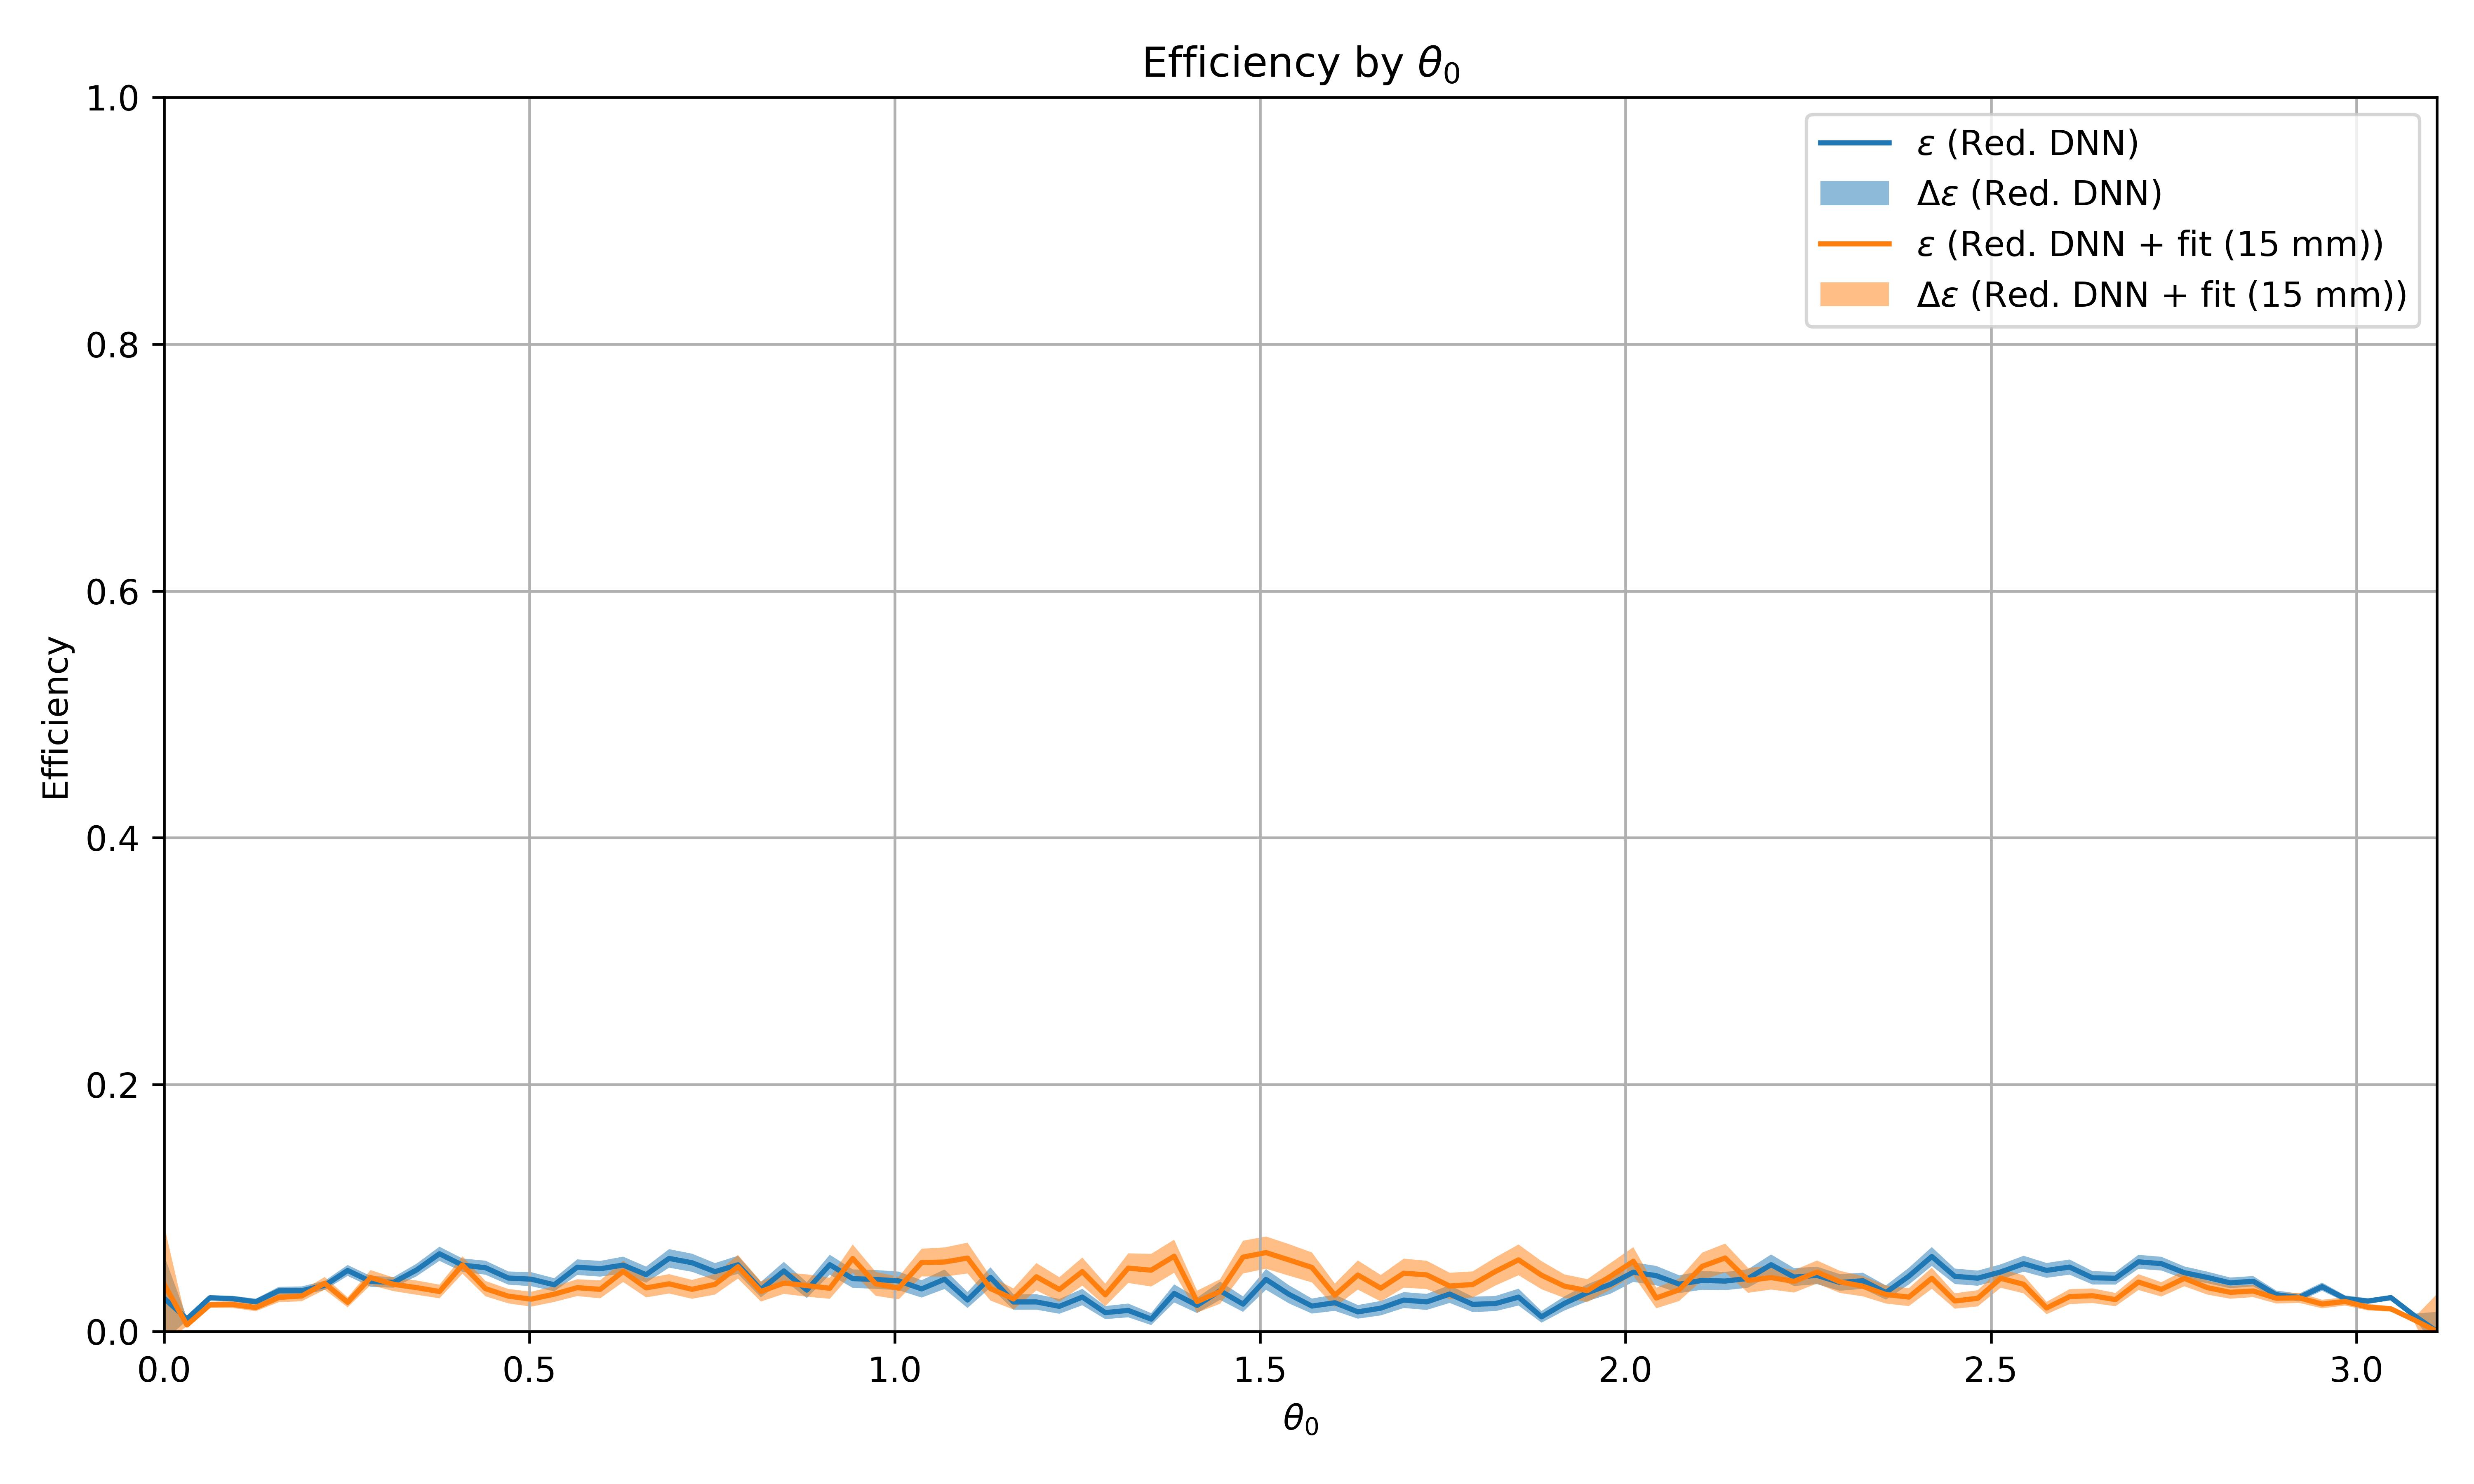 Efficiency by θ₀
1.0
0.8
0.6
0.4
0.2
0.0
Efficiency
ε (Red. DNN)
Δε (Red. DNN)
ε (Red. DNN + fit (15 mm))
Δε (Red. DNN + fit (15 mm))
0.0 0.5 1.0 1.5 2.0 2.5 3.0
θ₀